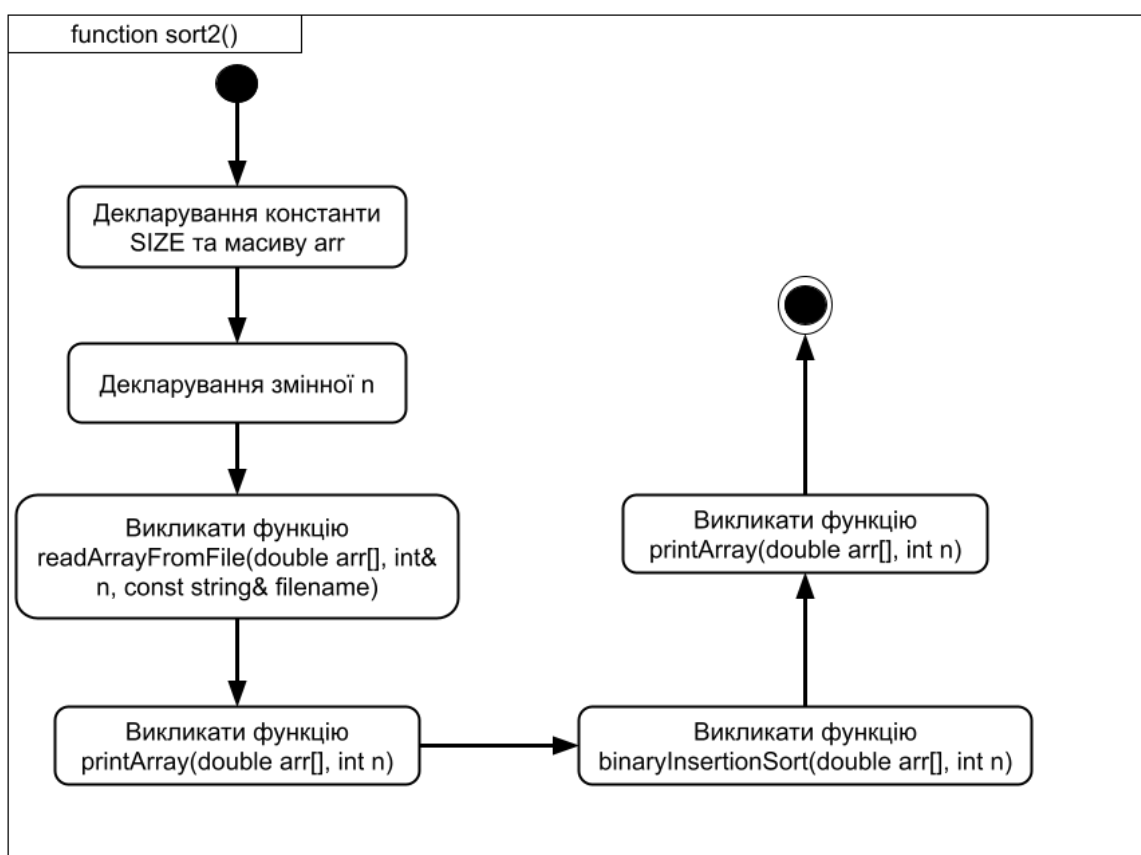 function sort2()
Декларування константи
SIZE та масиву arr
Декларування змінної n
Викликати функцію
readArrayFromFile(double arr[], int&
n, const string& filename)
Викликати функцію
printArray(double arr[], int n)
Викликати функцію
binaryInsertionSort(double arr[], int n)
Викликати функцію
printArray(double arr[], int n)